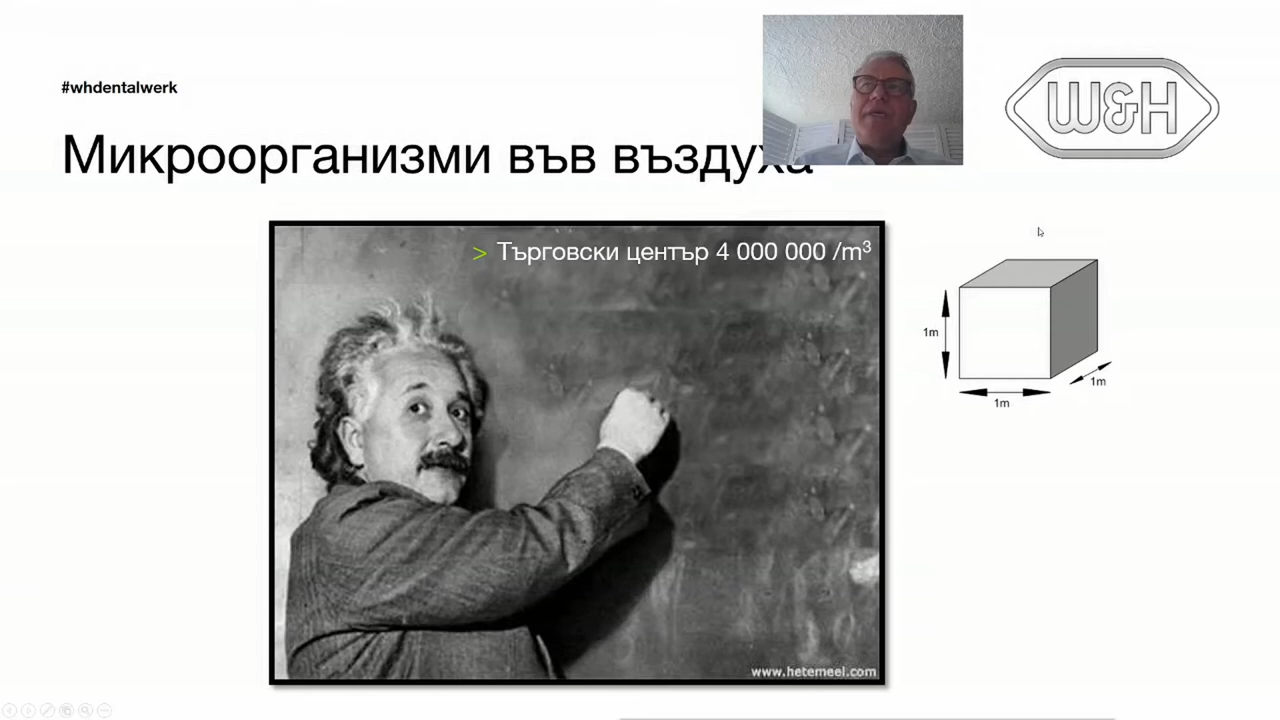 #whdentalwerk
W&H
Микроорганизми във въздуха
> Търговски център 4 000 000 /m³
1m
1m
1m
www.hetemeel.com